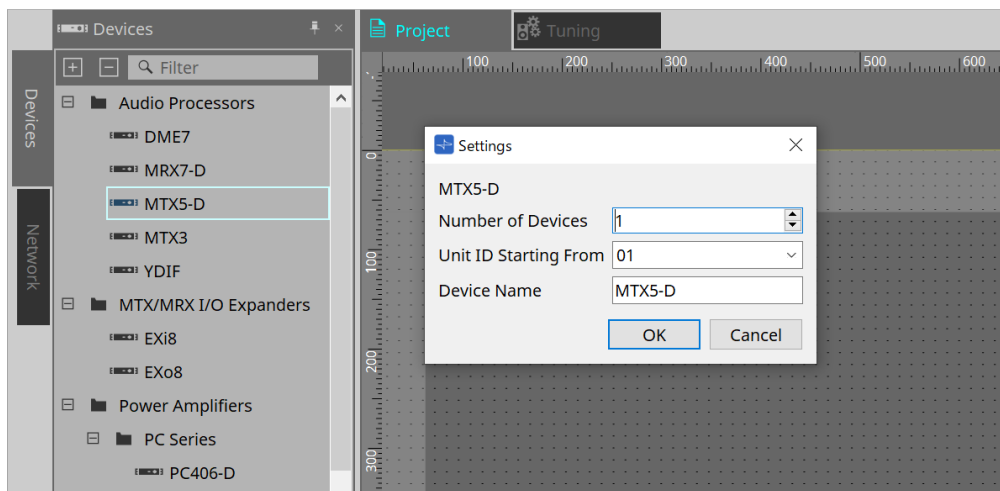 Devices
Filter
Audio Processors
DME7
MRX7-D
MTX5-D
MTX3
YDIF
MTX/MRX I/O Expanders
EXi8
EXo8
Power Amplifiers
PC Series
PC406-D
Devices
Network
Project
Tuning
100 200 300 400 500 600
0
100
200
300
Settings
MTX5-D
Number of Devices 1
Unit ID Starting From 01
Device Name MTX5-D
OK Cancel